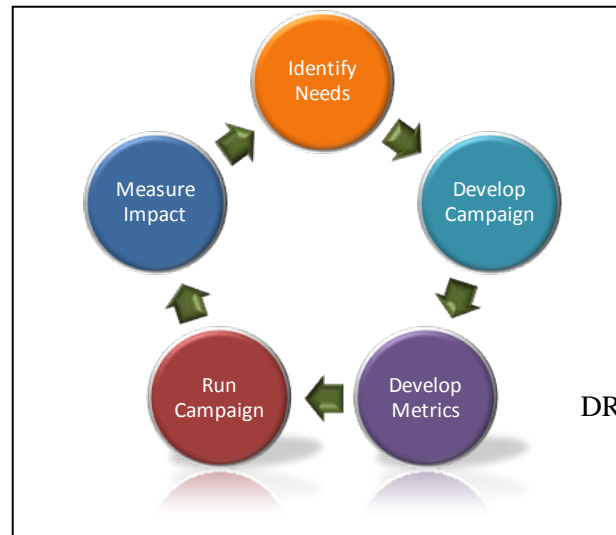 Identify
Needs
Develop
Campaign
Develop
Metrics
Run
Campaign
Measure
Impact
DR